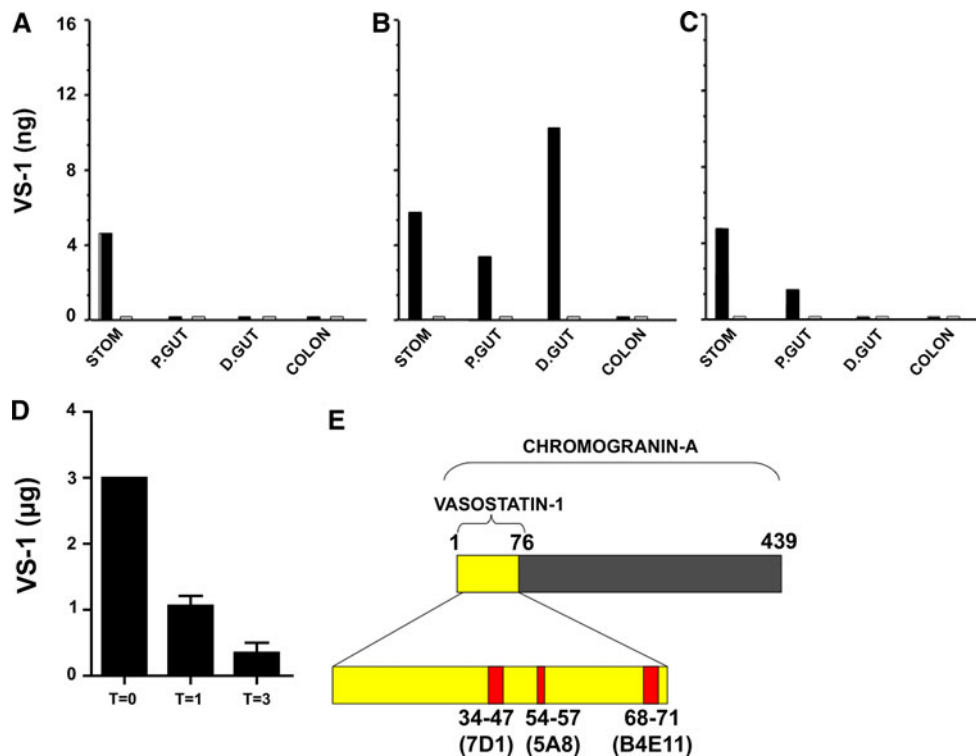 A
B
C
VS-1 (ng)
16
12
8
4
0
STOM
P.GUT
D.GUT
COLON
STOM
P.GUT
D.GUT
COLON
STOM
P.GUT
D.GUT
COLON
D
VS-1 (µg)
4
3
2
1
0
T=0
T=1
T=3
E
CHROMOGRANIN-A
VASOSTATIN-1
1
76
439
34-47
54-57
68-71
(7D1)
(5A8)
(B4E11)